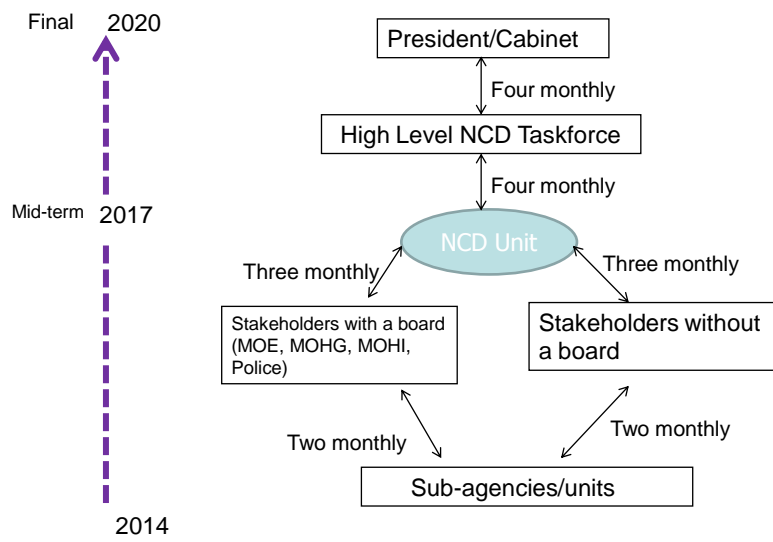 Final 2020
President/Cabinet
Four monthly
High Level NCD Taskforce
Four monthly
Mid-term 2017
NCD Unit
Three monthly
Three monthly
Stakeholders with a board
(MOE, MOHG, MOHI,
Police)
Stakeholders without
a board
Two monthly
Two monthly
Sub-agencies/units
2014